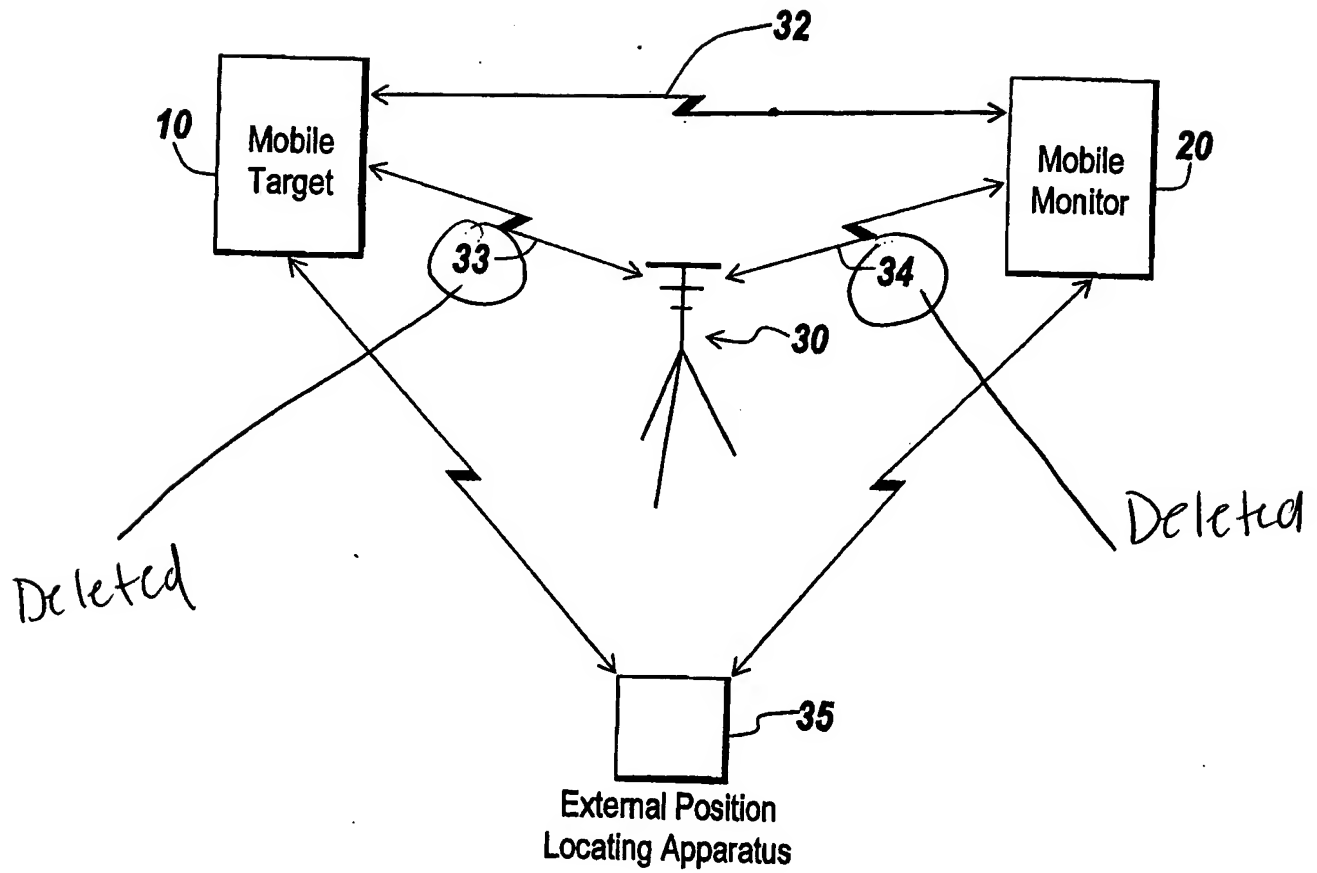 32
10
Mobile
Target
Mobile
Monitor
20
33
34
30
Deleted
Deleted
35
External Position
Locating Apparatus